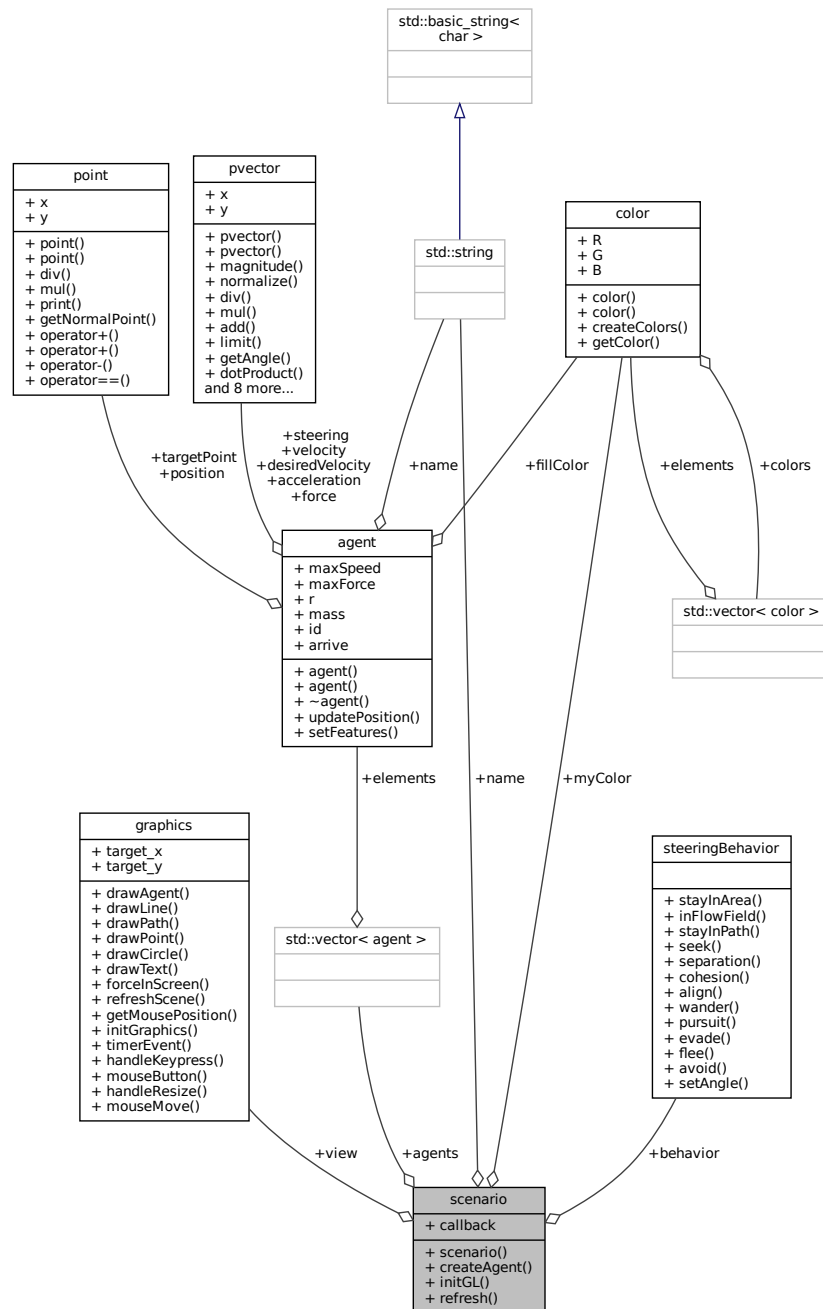 std::basic_string<
char >
point
+ x
+ y
+ point()
+ point()
+ div()
+ mul()
+ print()
+ getNormalPoint()
+ operator+()
+ operator+()
+ operator-()
+ operator==()
pvector
+ x
+ y
+ pvector()
+ pvector()
+ magnitude()
+ normalize()
+ div()
+ mul()
+ add()
+ limit()
+ getAngle()
+ dotProduct()
and 8 more...
std::string
color
+ R
+ G
+ B
+ color()
+ color()
+ createColors()
+ getColor()
+targetPoint
+position
+steering
+velocity
+desiredVelocity
+acceleration
+force
+name
+fillColor
+elements
+colors
agent
+ maxSpeed
+ maxForce
+ r
+ mass
+ id
+ arrive
+ agent()
+ agent()
+ ~agent()
+ updatePosition()
+ setFeatures()
std::vector< color >
+elements
+name
+myColor
graphics
+ target_x
+ target_y
+ drawAgent()
+ drawLine()
+ drawPath()
+ drawPoint()
+ drawCircle()
+ drawText()
+ forceInScreen()
+ refreshScene()
+ getMousePosition()
+ initGraphics()
+ timerEvent()
+ handleKeypress()
+ mouseButton()
+ handleResize()
+ mouseMove()
std::vector< agent >
steeringBehavior
+ stayInArea()
+ inFlowField()
+ stayInPath()
+ seek()
+ separation()
+ cohesion()
+ align()
+ wander()
+ pursuit()
+ evade()
+ flee()
+ avoid()
+ setAngle()
+view
+agents
+behavior
scenario
+ callback
+ scenario()
+ createAgent()
+ initGL()
+ refresh()